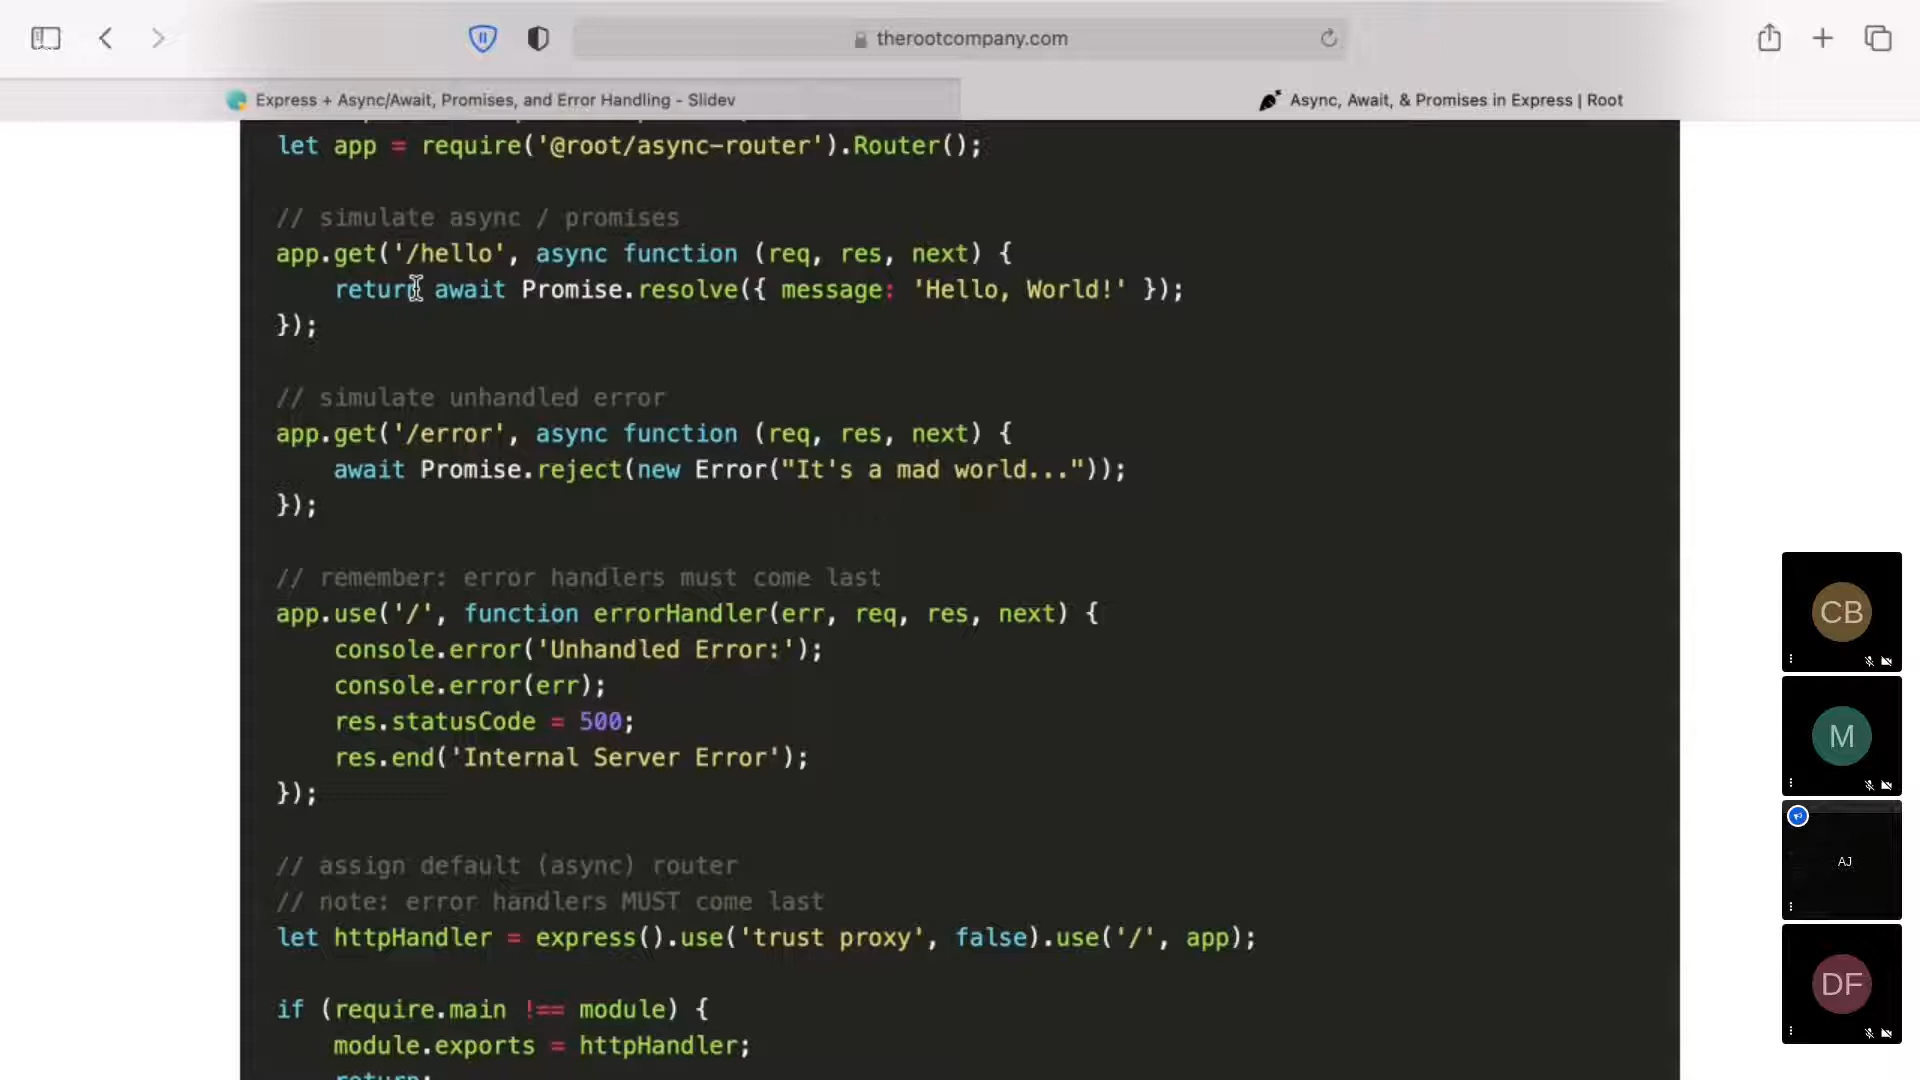 therootcompany.com
Express + Async/Await, Promises, and Error Handling - Slidev
Async, Await, & Promises in Express | Root
let app = require('@root/async-router').Router();
// simulate async / promises
app.get('/hello', async function (req, res, next) {
    return await Promise.resolve({ message: 'Hello, World!' });
});
// simulate unhandled error
app.get('/error', async function (req, res, next) {
    await Promise.reject(new Error("It's a mad world..."));
});
// remember: error handlers must come last
app.use('/', function errorHandler(err, req, res, next) {
    console.error('Unhandled Error:');
    console.error(err);
    res.statusCode = 500;
    res.end('Internal Server Error');
});
// assign default (async) router
// note: error handlers MUST come last
let httpHandler = express().use('trust proxy', false).use('/', app);
if (require.main !== module) {
    module.exports = httpHandler;
    return;
CB
M
AJ
DF